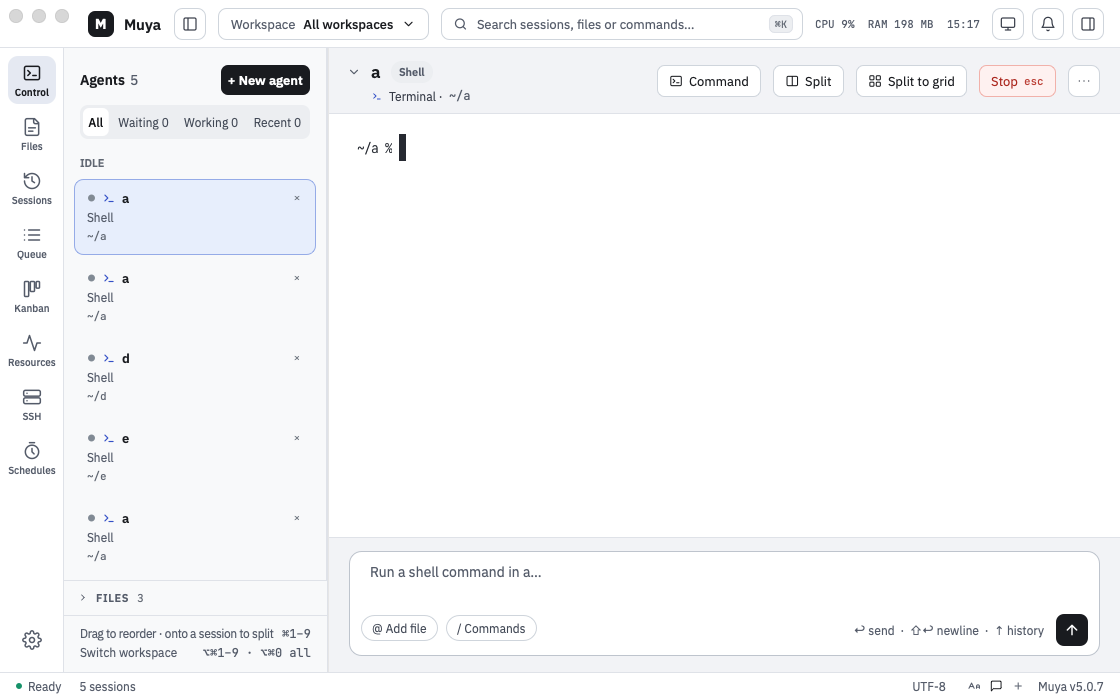 M Muya Workspace All workspaces Search sessions, files or commands... ⌘K CPU 9% RAM 198 MB 15:17
Control
Files
Sessions
Queue
Kanban
Resources
SSH
Schedules
Agents 5 + New agent
All Waiting 0 Working 0 Recent 0
IDLE
a ×
Shell
~/a
a ×
Shell
~/a
d ×
Shell
~/d
e ×
Shell
~/e
a ×
Shell
~/a
FILES 3
Drag to reorder · onto a session to split ⌘1–9
Switch workspace ⌥⌘1–9 · ⌥⌘0 all
a Shell
Terminal · ~/a
Command Split Split to grid Stop esc ···
~/a %
Run a shell command in a...
@ Add file / Commands ↩ send · ⇧↩ newline · ↑ history
Ready 5 sessions UTF-8 Aa + Muya v5.0.7